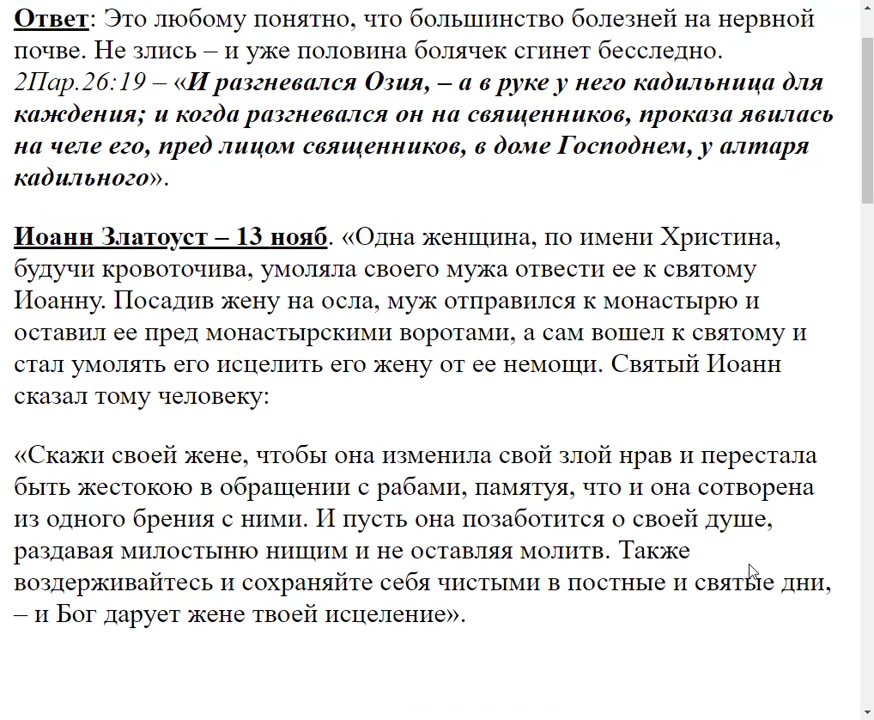 Ответ: Это любому понятно, что большинство болезней на нервной
почве. Не злись – и уже половина болячек сгинет бесследно.
2Пар.26:19 – «И разгневался Озия, – а в руке у него кадильница для
каждения; и когда разгневался он на священников, проказа явилась
на челе его, пред лицом священников, в доме Господнем, у алтаря
кадильного».
Иоанн Златоуст – 13 нояб. «Одна женщина, по имени Христина,
будучи кровоточива, умоляла своего мужа отвести ее к святому
Иоанну. Посадив жену на осла, муж отправился к монастырю и
оставил ее пред монастырскими воротами, а сам вошел к святому и
стал умолять его исцелить его жену от ее немощи. Святый Иоанн
сказал тому человеку:
«Скажи своей жене, чтобы она изменила свой злой нрав и перестала
быть жестокою в обращении с рабами, памятуя, что и она сотворена
из одного брения с ними. И пусть она позаботится о своей душе,
раздавая милостыню нищим и не оставляя молитв. Также
воздерживайтесь и сохраняйте себя чистыми в постные и святые дни,
– и Бог дарует жене твоей исцеление».